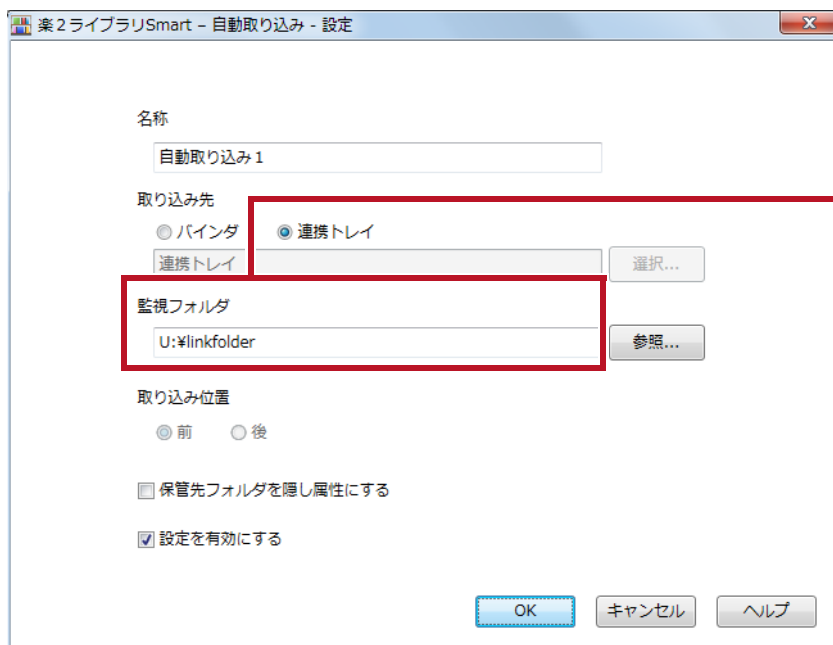 楽２ライブラリSmart – 自動取り込み - 設定
名称
自動取り込み１
取り込み先
バインダ 連携トレイ
連携トレイ 選択...
監視フォルダ
U:¥linkfolder 参照...
取り込み位置
前 後
保管先フォルダを隠し属性にする
設定を有効にする
OK キャンセル ヘルプ